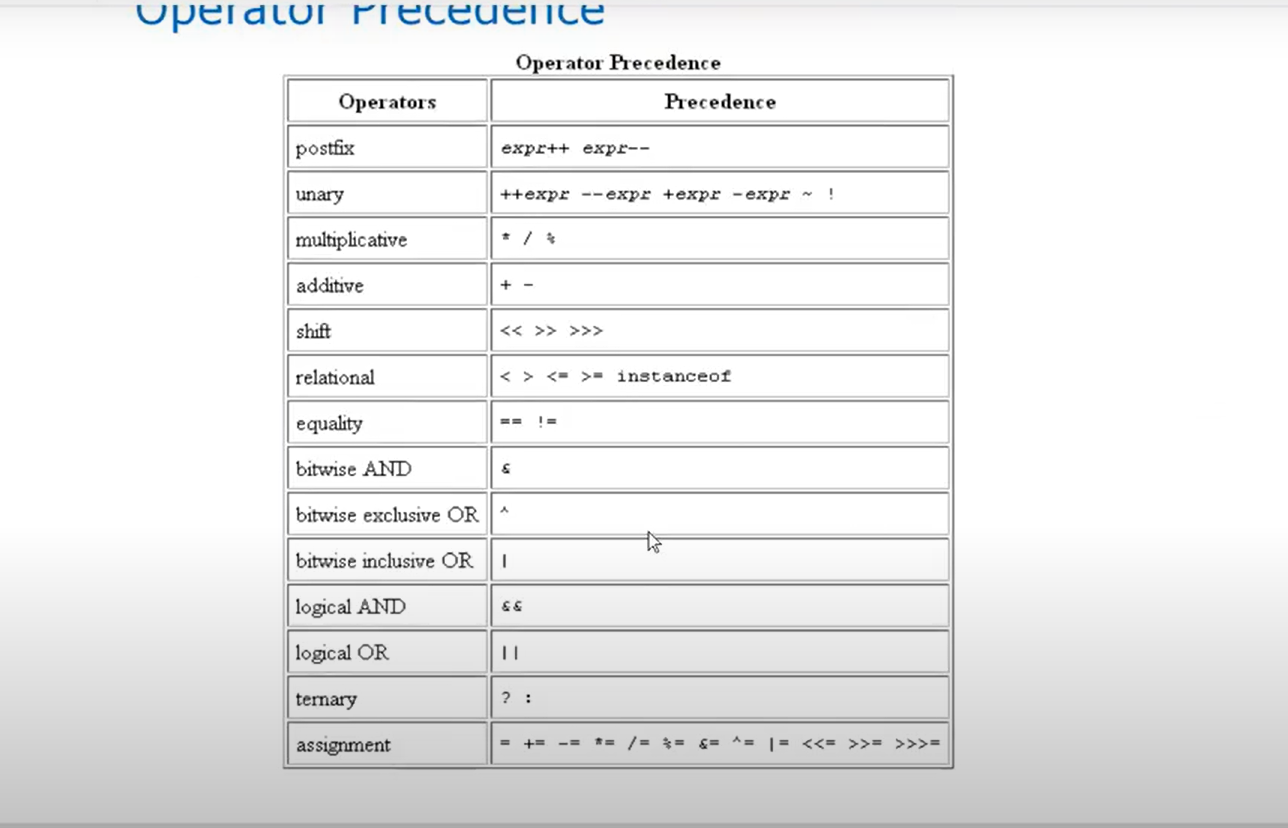 Operator Precedence
Operator Precedence
Operators Precedence
postfix expr++ expr--
unary ++expr --expr +expr -expr ~ !
multiplicative * / %
additive + -
shift << >> >>>
relational < > <= >= instanceof
equality == !=
bitwise AND &
bitwise exclusive OR ^
bitwise inclusive OR |
logical AND &&
logical OR ||
ternary ? :
assignment = += -= *= /= %= &= ^= |= <<= >>= >>>=